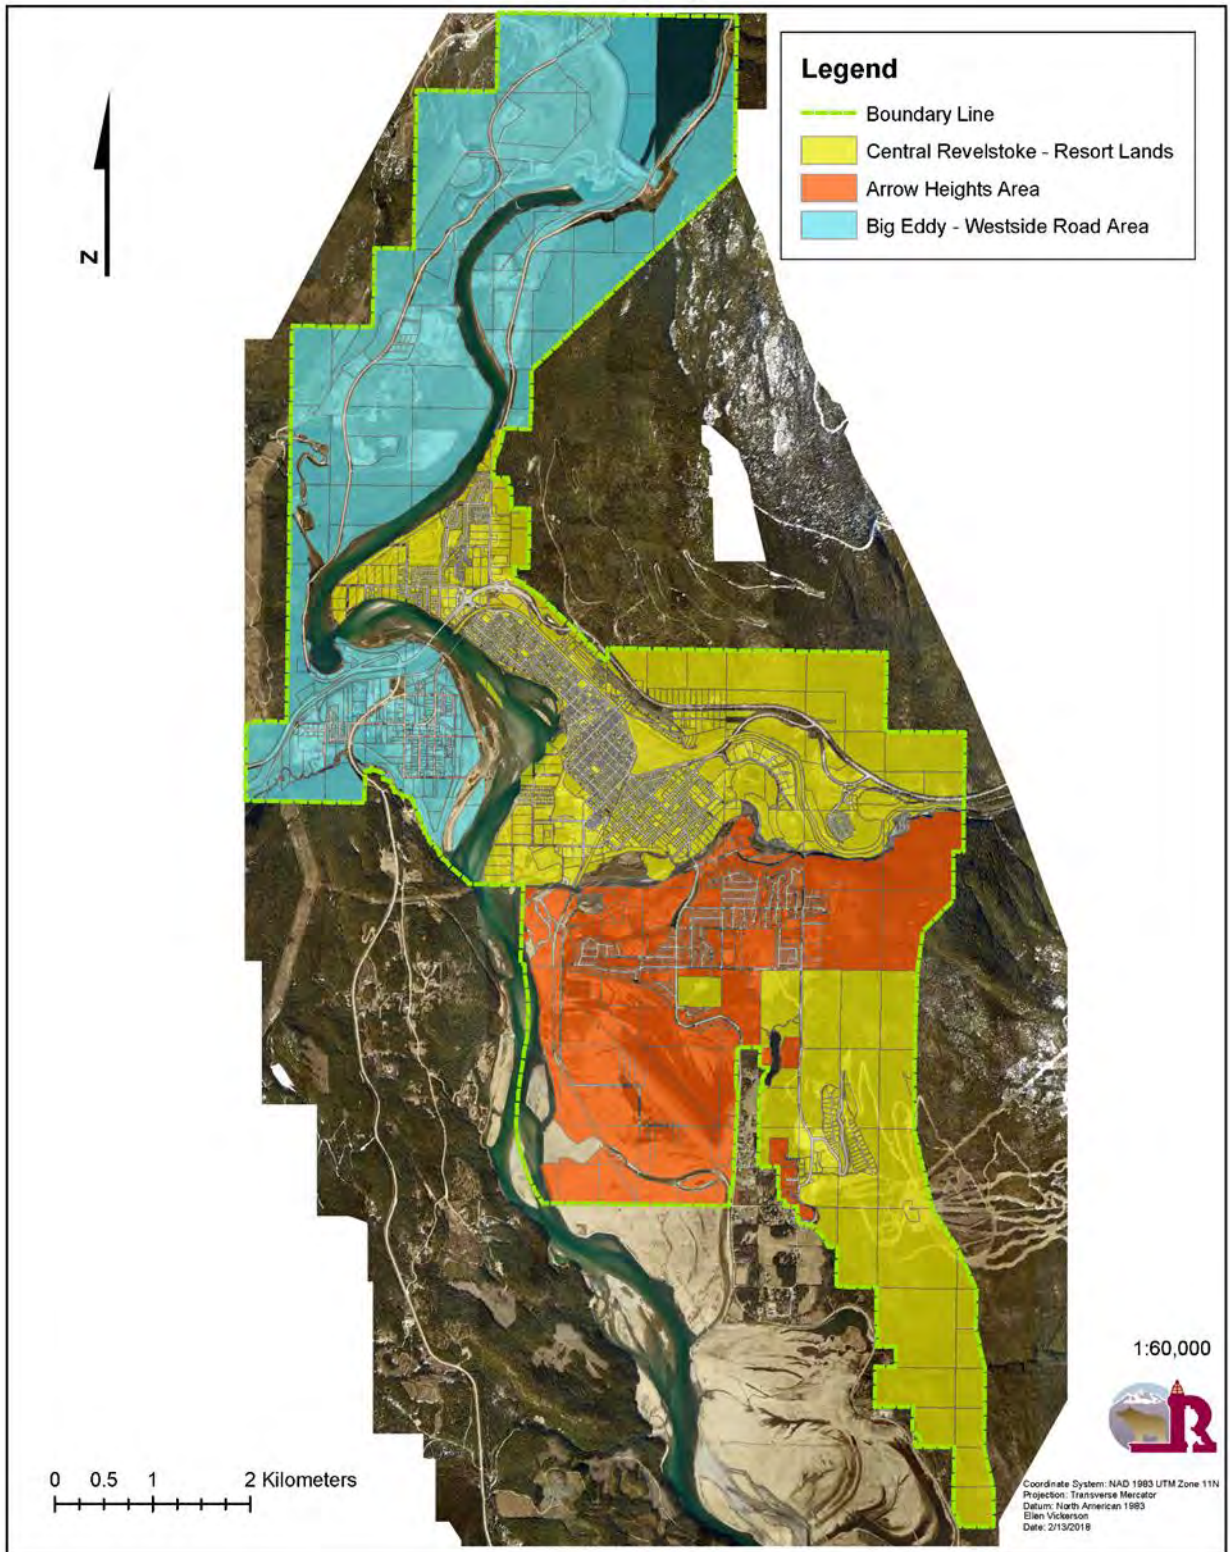 Legend
Boundary Line
Central Revelstoke - Resort Lands
Arrow Heights Area
Big Eddy - Westside Road Area
N
1:60,000
R
0 0.5 1 2 Kilometers
Coordinate System: NAD 1983 UTM Zone 11N
Projection: Transverse Mercator
Datum: North American 1983
Ellen Vickerson
Date: 2/13/2018